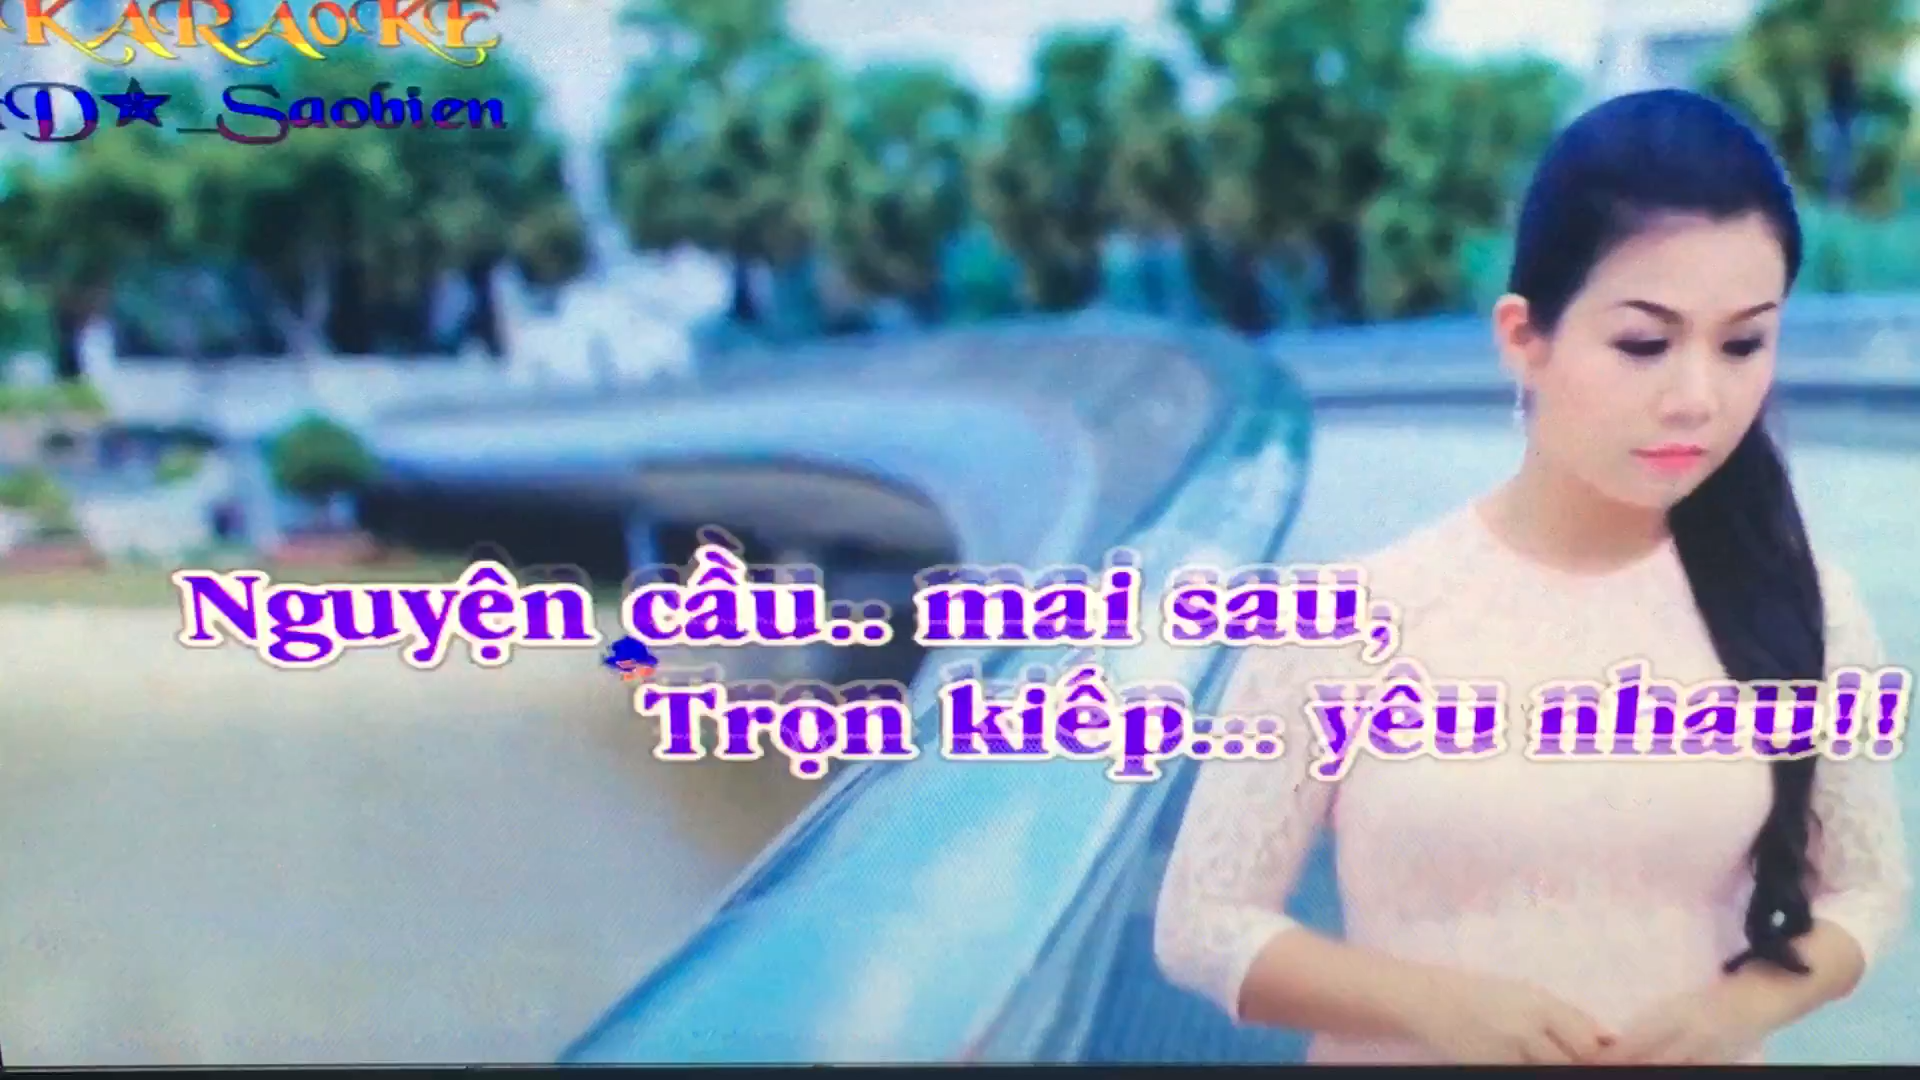 KARAOKE
D★_Saobien
Nguyện cầu.. mai sau,
Trọn kiếp... yêu nhau!!